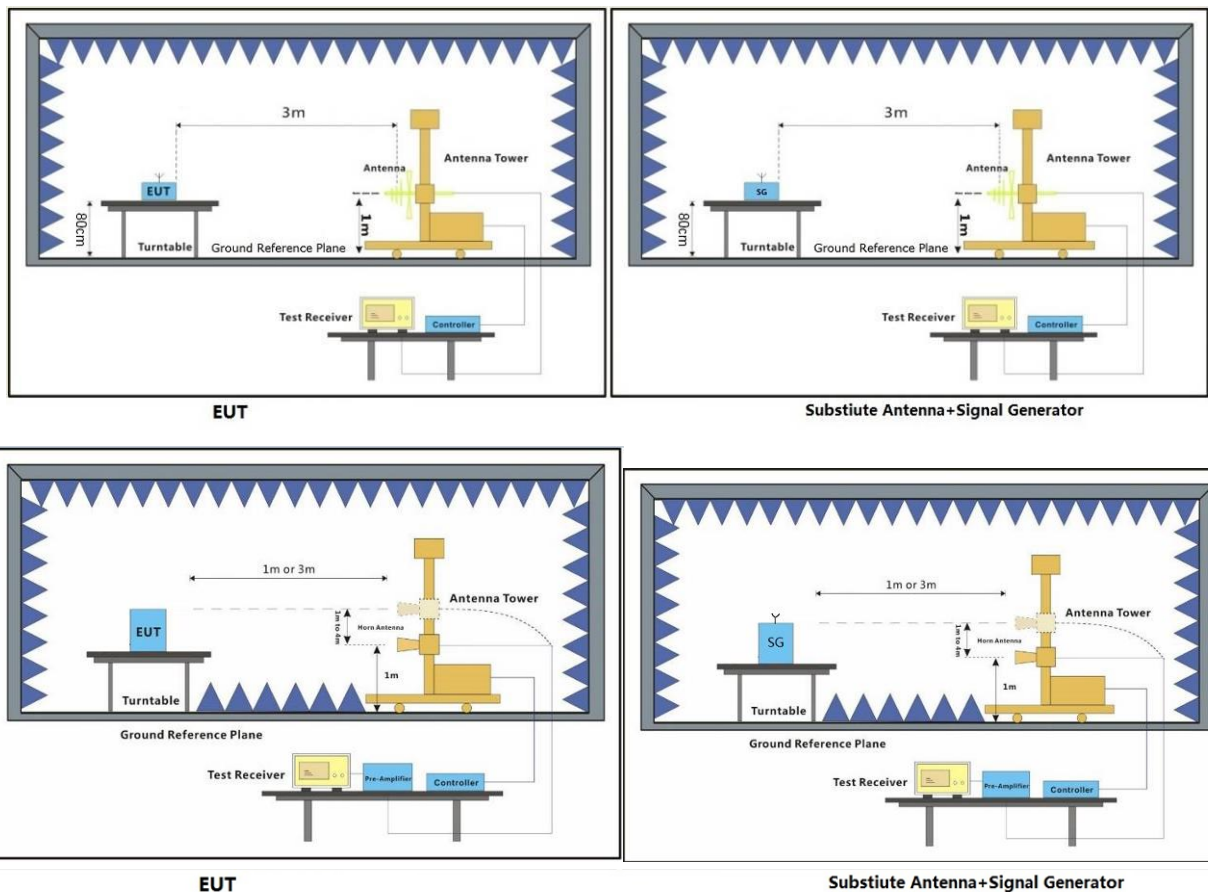 3m
Antenna Tower
Antenna
EUT
1m
80cm
Turntable
Ground Reference Plane
Test Receiver
Controller
EUT
3m
Antenna Tower
Antenna
SG
1m
80cm
Turntable
Ground Reference Plane
Test Receiver
Controller
Substiute Antenna+Signal Generator
1m or 3m
Antenna Tower
1m to 4m
Horn Antenna
EUT
1m
Turntable
Ground Reference Plane
Test Receiver
Pre-Amplifier
Controller
EUT
1m or 3m
Antenna Tower
1m to 4m
Horn Antenna
SG
1m
Turntable
Ground Reference Plane
Test Receiver
Pre-Amplifier
Controller
Substiute Antenna+Signal Generator